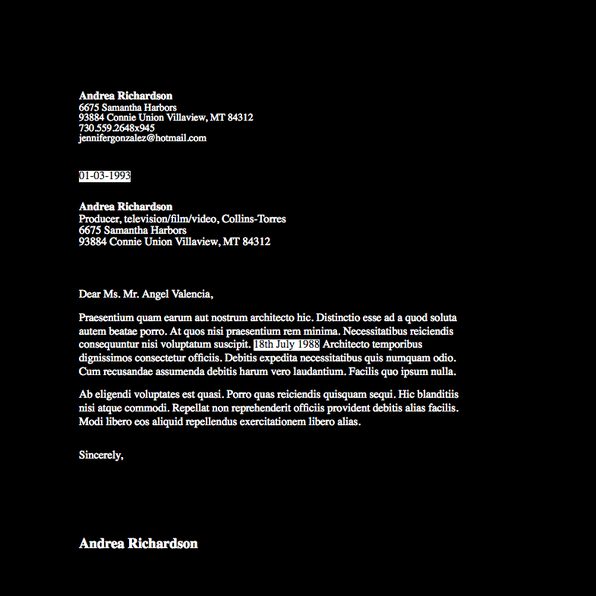 Andrea Richardson
6675 Samantha Harbors
93884 Connie Union Villaview, MT 84312
730.559.2648x945
jennifergonzalez@hotmail.com
01-03-1993
Andrea Richardson
Producer, television/film/video, Collins-Torres
6675 Samantha Harbors
93884 Connie Union Villaview, MT 84312
Dear Ms. Mr. Angel Valencia,
Praesentium quam earum aut nostrum architecto hic. Distinctio esse ad a quod soluta
autem beatae porro. At quos nisi praesentium rem minima. Necessitatibus reiciendis
consequuntur nisi voluptatum suscipit. 18th July 1988 Architecto temporibus
dignissimos consectetur officiis. Debitis expedita necessitatibus quis numquam odio.
Cum recusandae assumenda debitis harum vero laudantium. Facilis quo ipsum nulla.
Ab eligendi voluptates est quasi. Porro quas reiciendis quisquam sequi. Hic blanditiis
nisi atque commodi. Repellat non reprehenderit officiis provident debitis alias facilis.
Modi libero eos aliquid repellendus exercitationem libero alias.
Sincerely,
Andrea Richardson